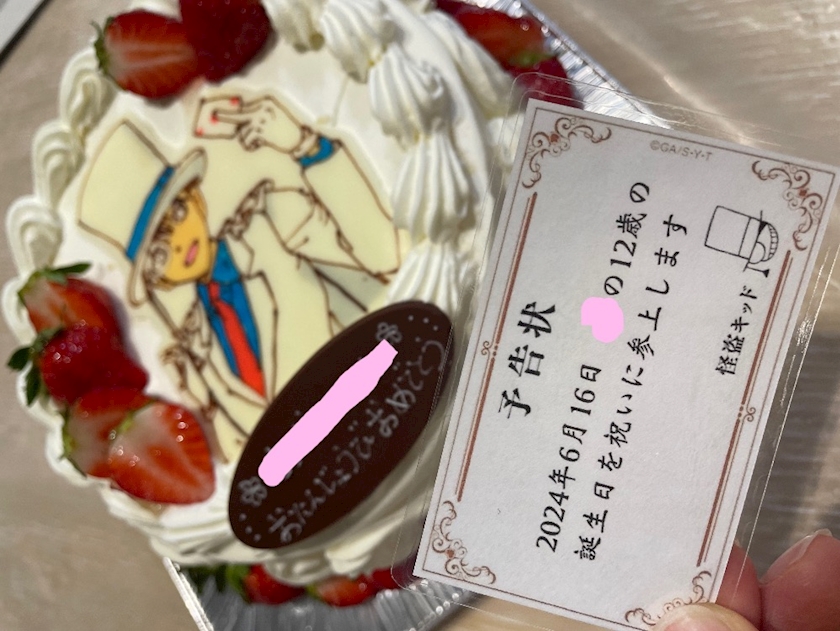 ©GA/S・Y・T
予告状
2024年6月16日
の12歳の
誕生日を祝いに参上します
怪盗キッド
おたんじょうびおめでとう